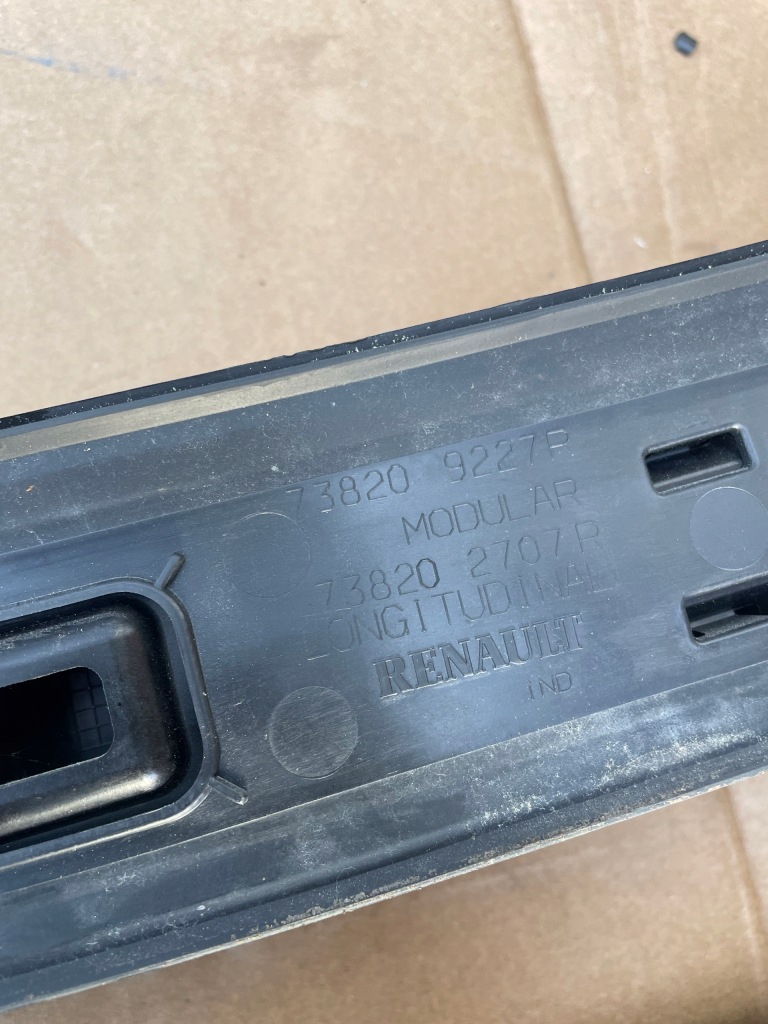 73820 9227R
MODULAR
73820 2707R
LONGITUDINAL
RENAULT
IND